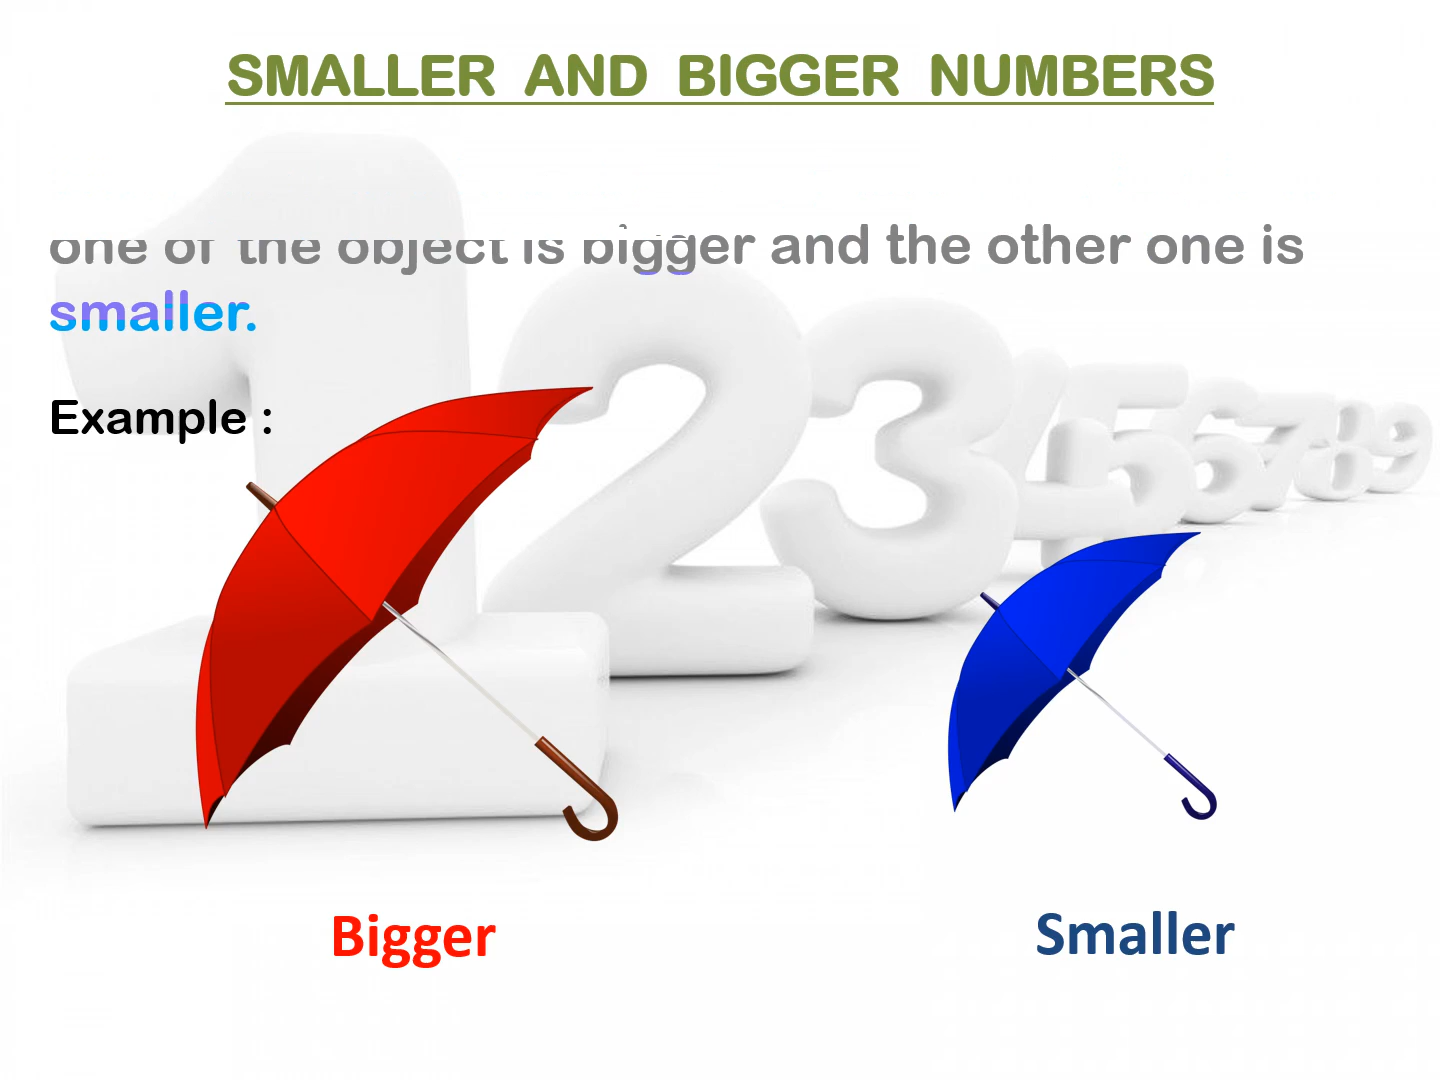 SMALLER AND BIGGER NUMBERS
one of the object is bigger and the other one is
smaller.
Example :
Bigger
Smaller